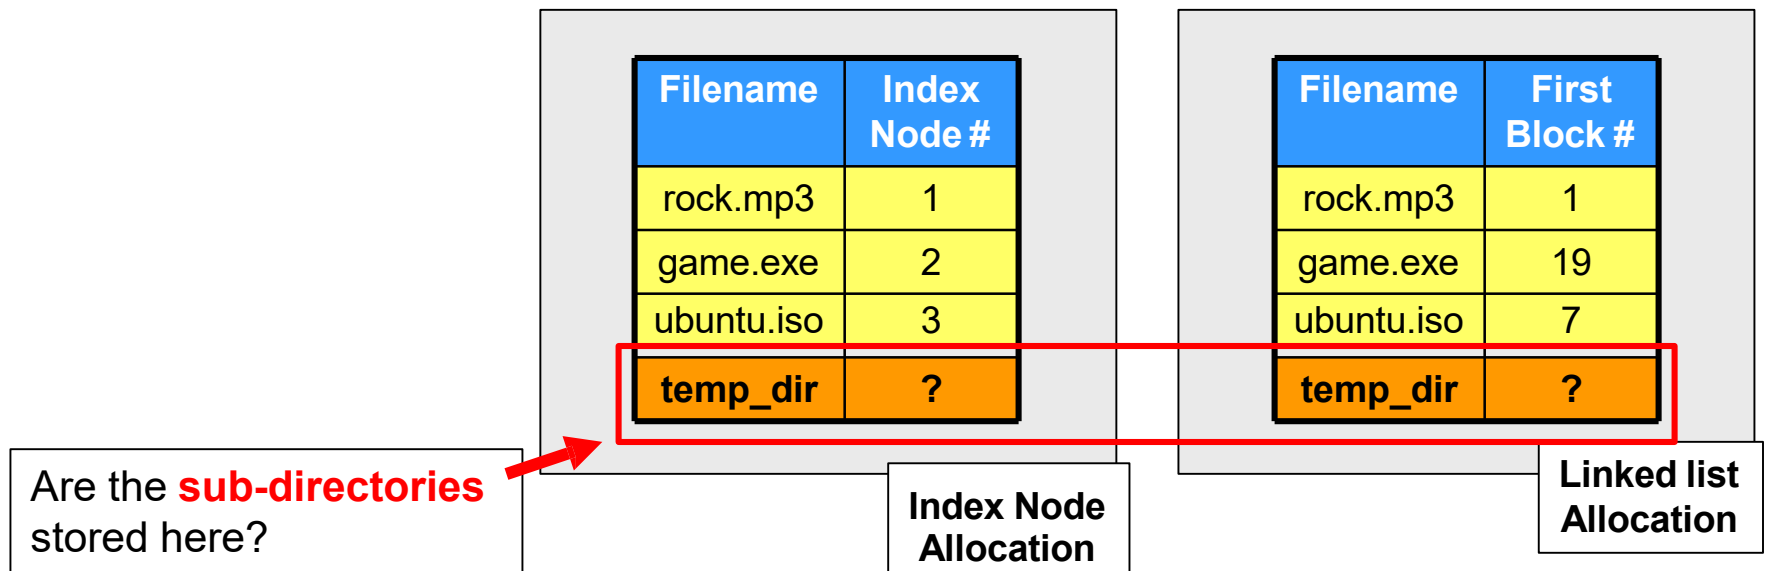 Filename Index
Node #
rock.mp3 1
game.exe 2
ubuntu.iso 3
temp_dir ?
Index Node
Allocation
Filename First
Block #
rock.mp3 1
game.exe 19
ubuntu.iso 7
temp_dir ?
Linked list
Allocation
Are the sub-directories
stored here?